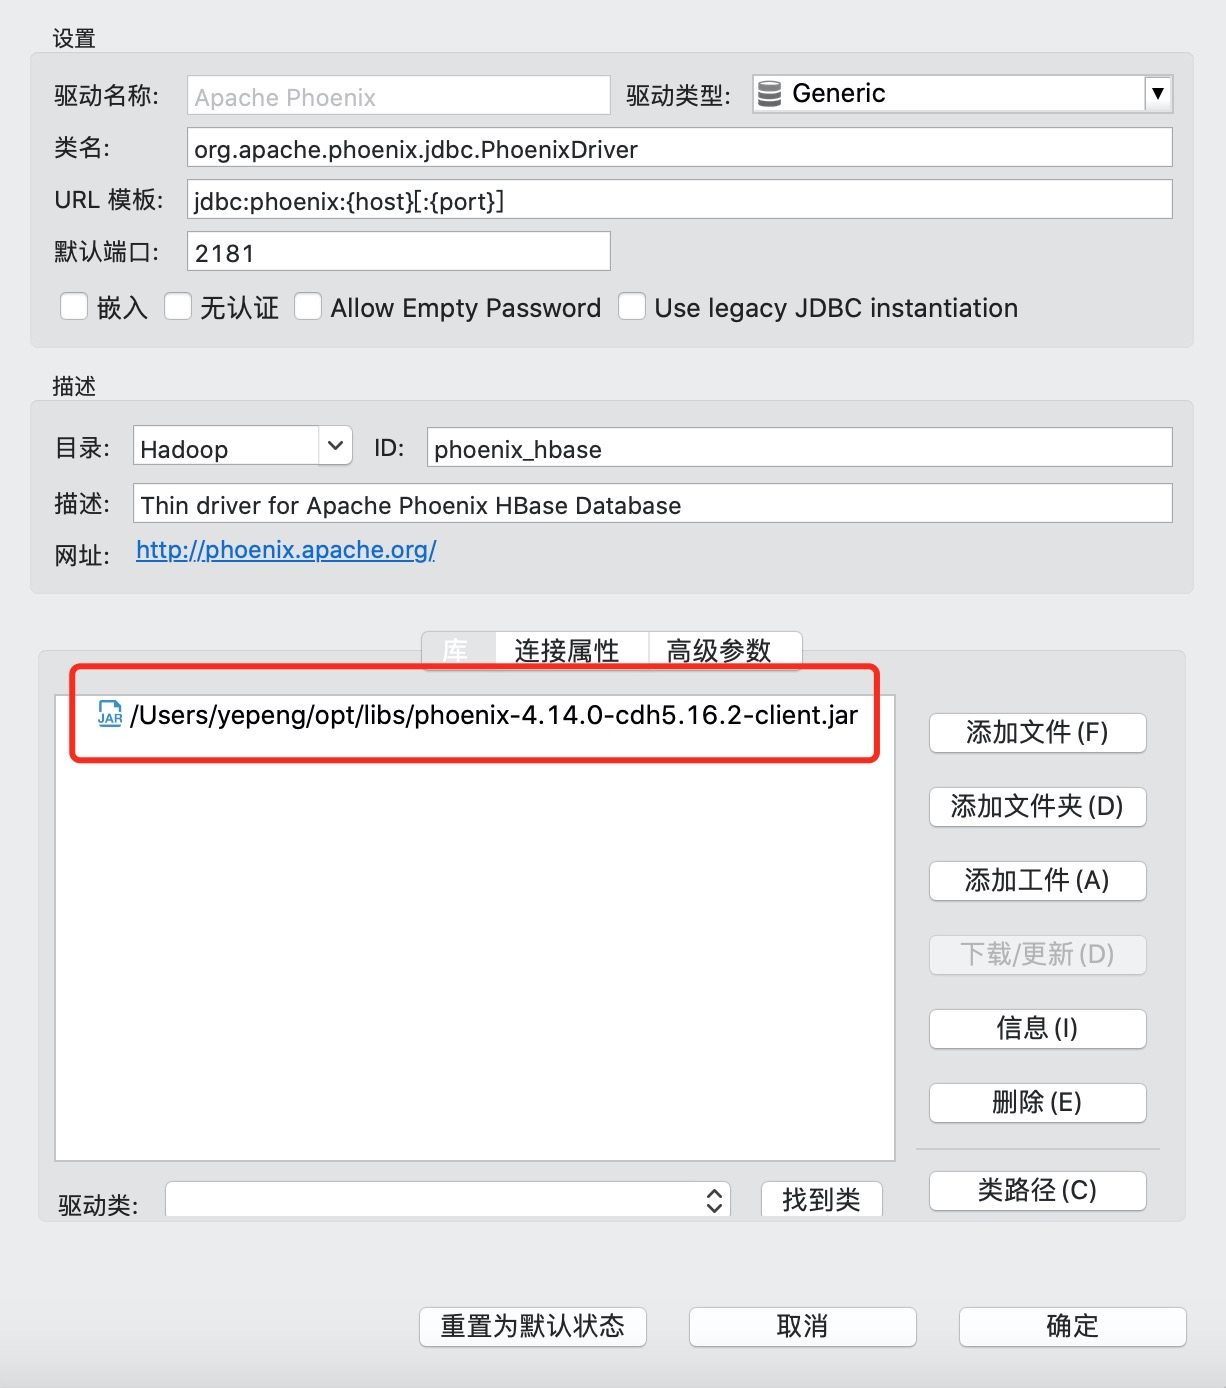 设置
驱动名称: Apache Phoenix 驱动类型: Generic
类名: org.apache.phoenix.jdbc.PhoenixDriver
URL 模板: jdbc:phoenix:{host}[:{port}]
默认端口: 2181
嵌入 无认证 Allow Empty Password Use legacy JDBC instantiation
描述
目录: Hadoop ID: phoenix_hbase
描述: Thin driver for Apache Phoenix HBase Database
网址: http://phoenix.apache.org/
库 连接属性 高级参数
JAR /Users/yepeng/opt/libs/phoenix-4.14.0-cdh5.16.2-client.jar
添加文件(F)
添加文件夹(D)
添加工件(A)
下载/更新(D)
信息(I)
删除(E)
类路径(C)
驱动类: 找到类
重置为默认状态 取消 确定